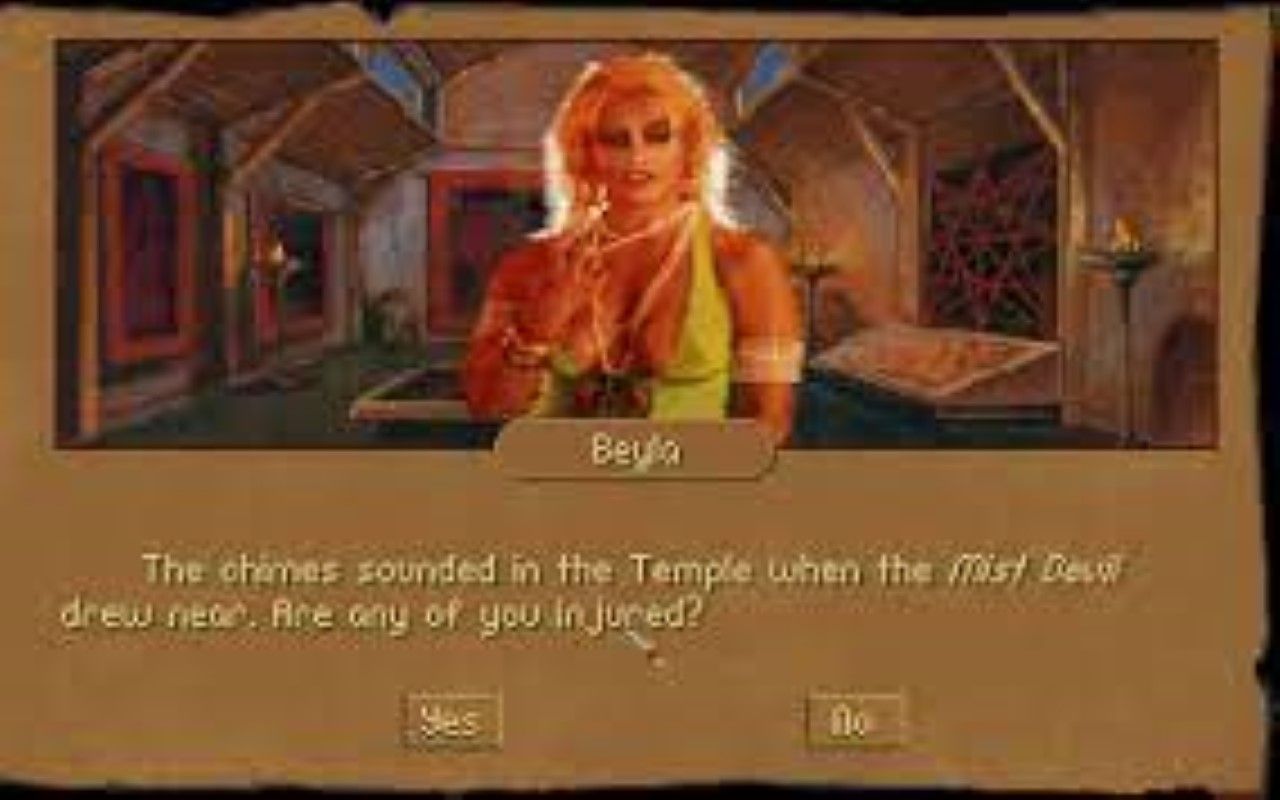 Beyla
The chimes sounded in the Temple when the Mist Devil
drew near. Are any of you injured?
Yes
No